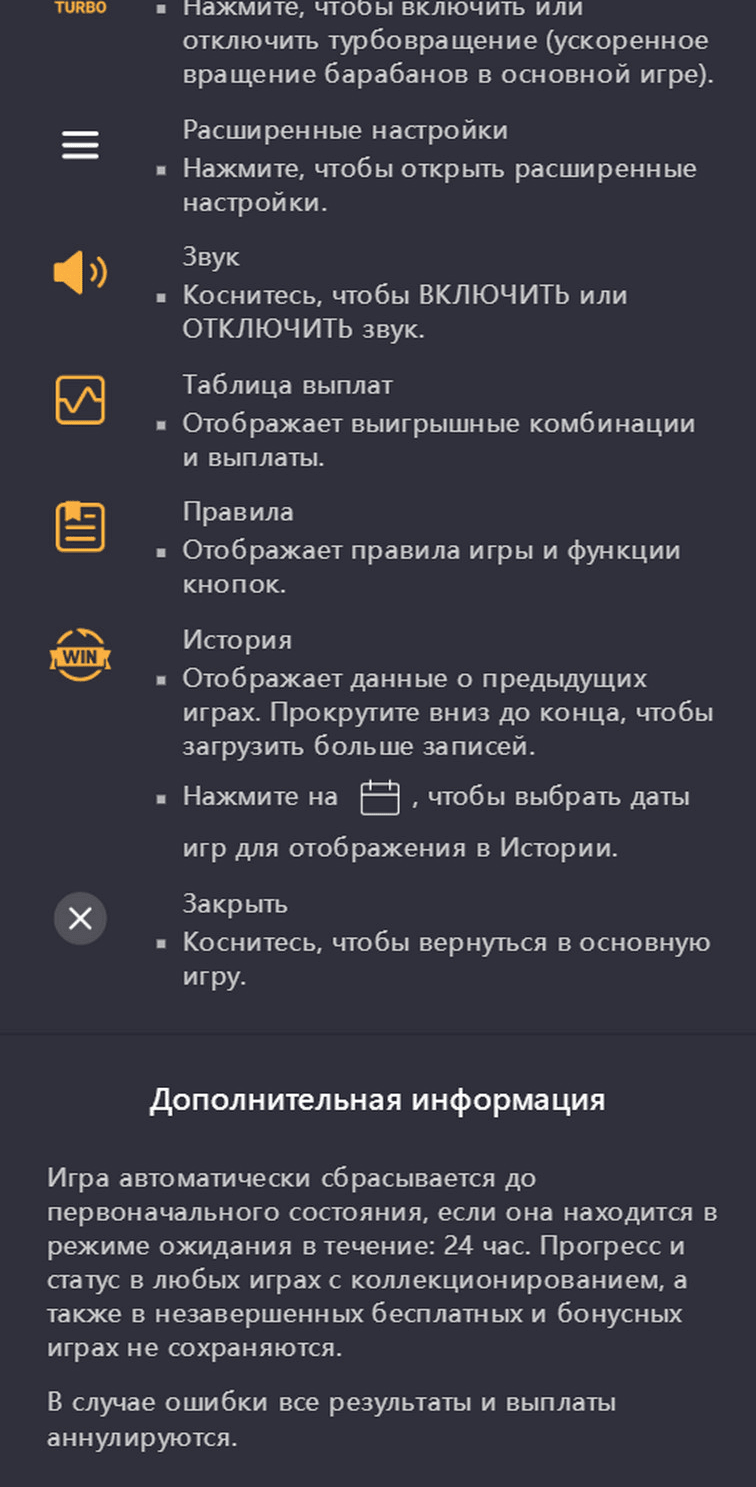 TURBO
Нажмите, чтобы включить или
отключить турбовращение (ускоренное
вращение барабанов в основной игре).
Расширенные настройки
Нажмите, чтобы открыть расширенные
настройки.
Звук
Коснитесь, чтобы ВКЛЮЧИТЬ или
ОТКЛЮЧИТЬ звук.
Таблица выплат
Отображает выигрышные комбинации
и выплаты.
Правила
Отображает правила игры и функции
кнопок.
WIN
История
Отображает данные о предыдущих
играх. Прокрутите вниз до конца, чтобы
загрузить больше записей.
Нажмите на , чтобы выбрать даты
игр для отображения в Истории.
Закрыть
Коснитесь, чтобы вернуться в основную
игру.
Дополнительная информация
Игра автоматически сбрасывается до
первоначального состояния, если она находится в
режиме ожидания в течение: 24 час. Прогресс и
статус в любых играх с коллекционированием, а
также в незавершенных бесплатных и бонусных
играх не сохраняются.
В случае ошибки все результаты и выплаты
аннулируются.